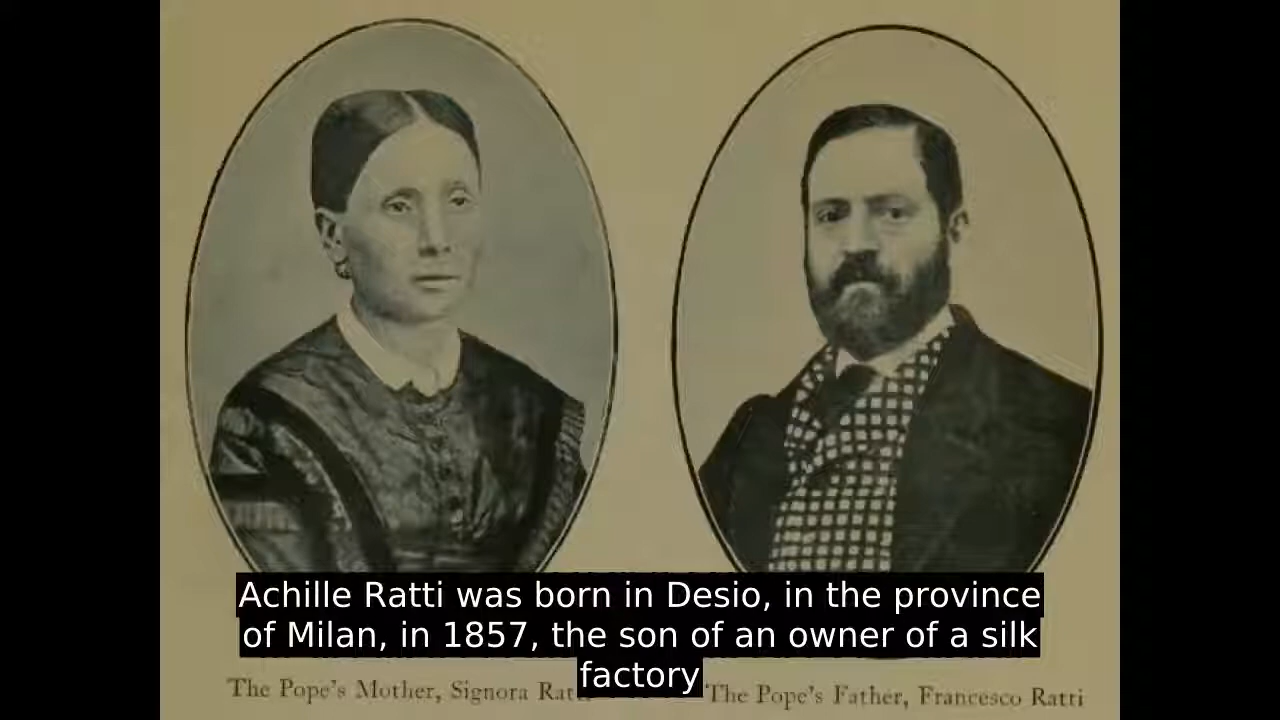 Achille Ratti was born in Desio, in the province
of Milan, in 1857, the son of an owner of a silk
factory
The Pope's Mother, Signora
The Pope's Father, Francesco Ratti